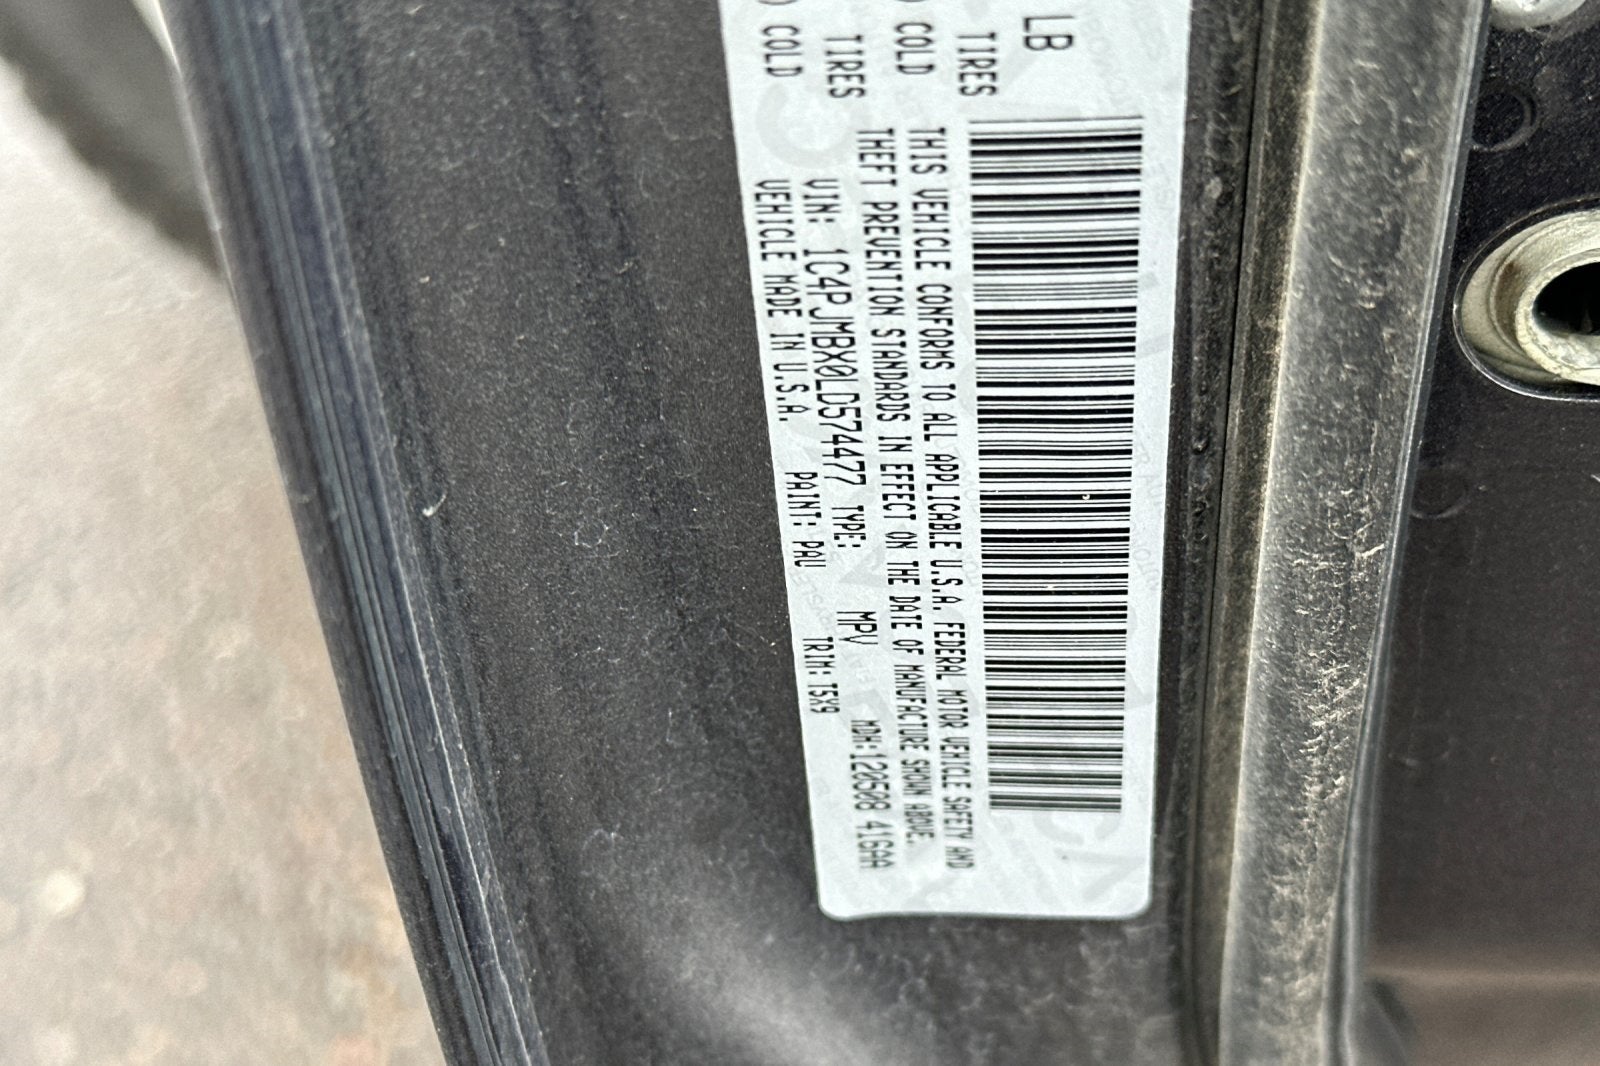 LB
TIRES COLD
TIRES COLD
THIS VEHICLE CONFORMS TO ALL APPLICABLE U.S.A. FEDERAL MOTOR VEHICLE SAFETY AND
THEFT PREVENTION STANDARDS IN EFFECT ON THE DATE OF MANUFACTURE SHOWN ABOVE.
VIN: 1C4PJMBX0LD574477 TYPE: MPV MDH:120508 416AA
VEHICLE MADE IN U.S.A. PAINT: PAU TRIM: T5X9